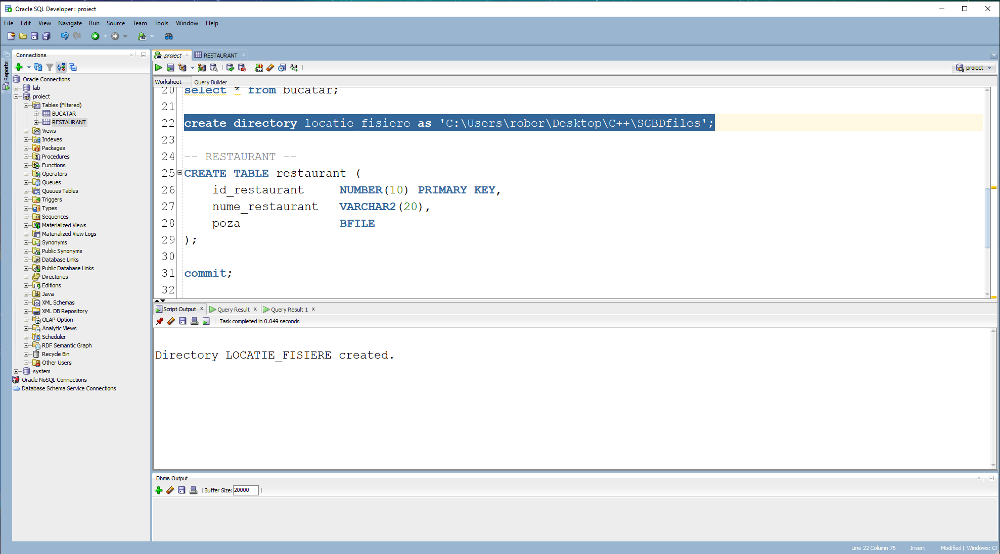 Oracle SQL Developer : proiect
File Edit View Navigate Run Source Team Tools Window Help
Reports
Connections
Oracle Connections
lab
proiect
Tables (Filtered)
BUCATAR
RESTAURANT
Views
Indexes
Packages
Procedures
Functions
Operators
Queues
Queues Tables
Triggers
Types
Sequences
Materialized Views
Materialized View Logs
Synonyms
Public Synonyms
Database Links
Public Database Links
Directories
Editions
Java
XML Schemas
XML DB Repository
OLAP Option
Analytic Views
Scheduler
RDF Semantic Graph
Recycle Bin
Other Users
system
Oracle NoSQL Connections
Database Schema Service Connections
proiect RESTAURANT
proiect
Worksheet Query Builder
20 select * from bucatar;
21
22 create directory locatie_fisiere as 'C:\Users\rober\Desktop\C++\SGBDfiles';
23
24 -- RESTAURANT --
25 CREATE TABLE restaurant (
26 id_restaurant NUMBER(10) PRIMARY KEY,
27 nume_restaurant VARCHAR2(20),
28 poza BFILE
29 );
30
31 commit;
32
Script Output x Query Result x Query Result 1 x
Task completed in 0.049 seconds
Directory LOCATIE_FISIERE created.
Dbms Output
Buffer Size: 20000
Line 22 Column 76 Insert Modified Windows: CR